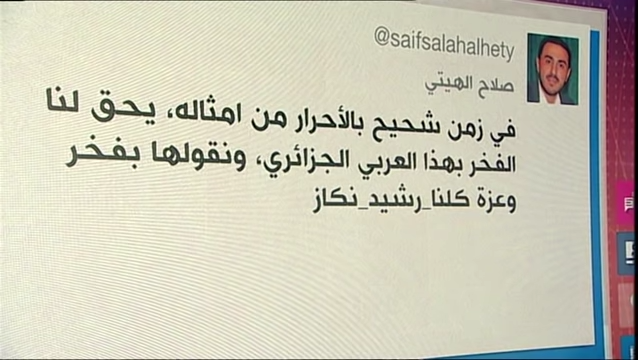 @saifsalahalhety
صلاح الهيتي
في زمن شحيح بالأحرار من امثاله، يحق لنا
الفخر بهذا العربي الجزائري، ونقولها بفخر
وعزة كلنا_رشيد_نكاز